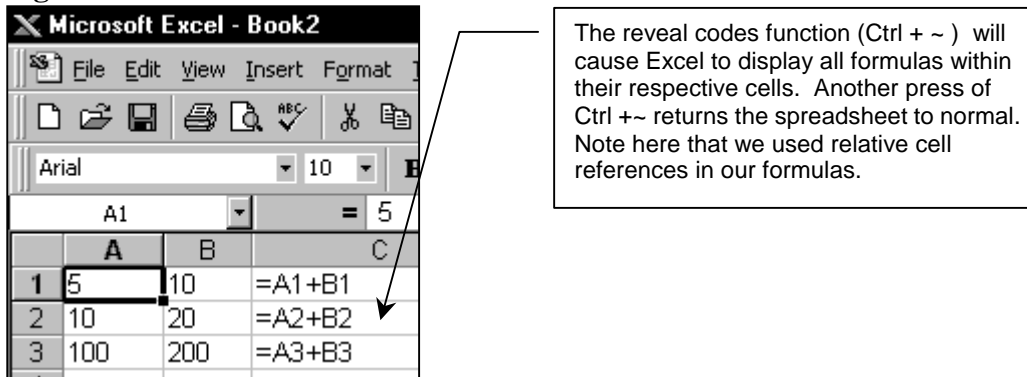 Microsoft Excel - Book2
File Edit View Insert Format
ABC
Arial 10 B
A1 = 5
A B C
1 5 10 =A1+B1
2 10 20 =A2+B2
3 100 200 =A3+B3
The reveal codes function (Ctrl + ~ ) will
cause Excel to display all formulas within
their respective cells. Another press of
Ctrl +~ returns the spreadsheet to normal.
Note here that we used relative cell
references in our formulas.